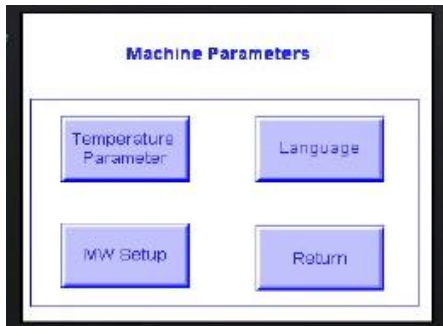 Machine Parameters
Temperature
Parameter
Language
MW Setup
Return